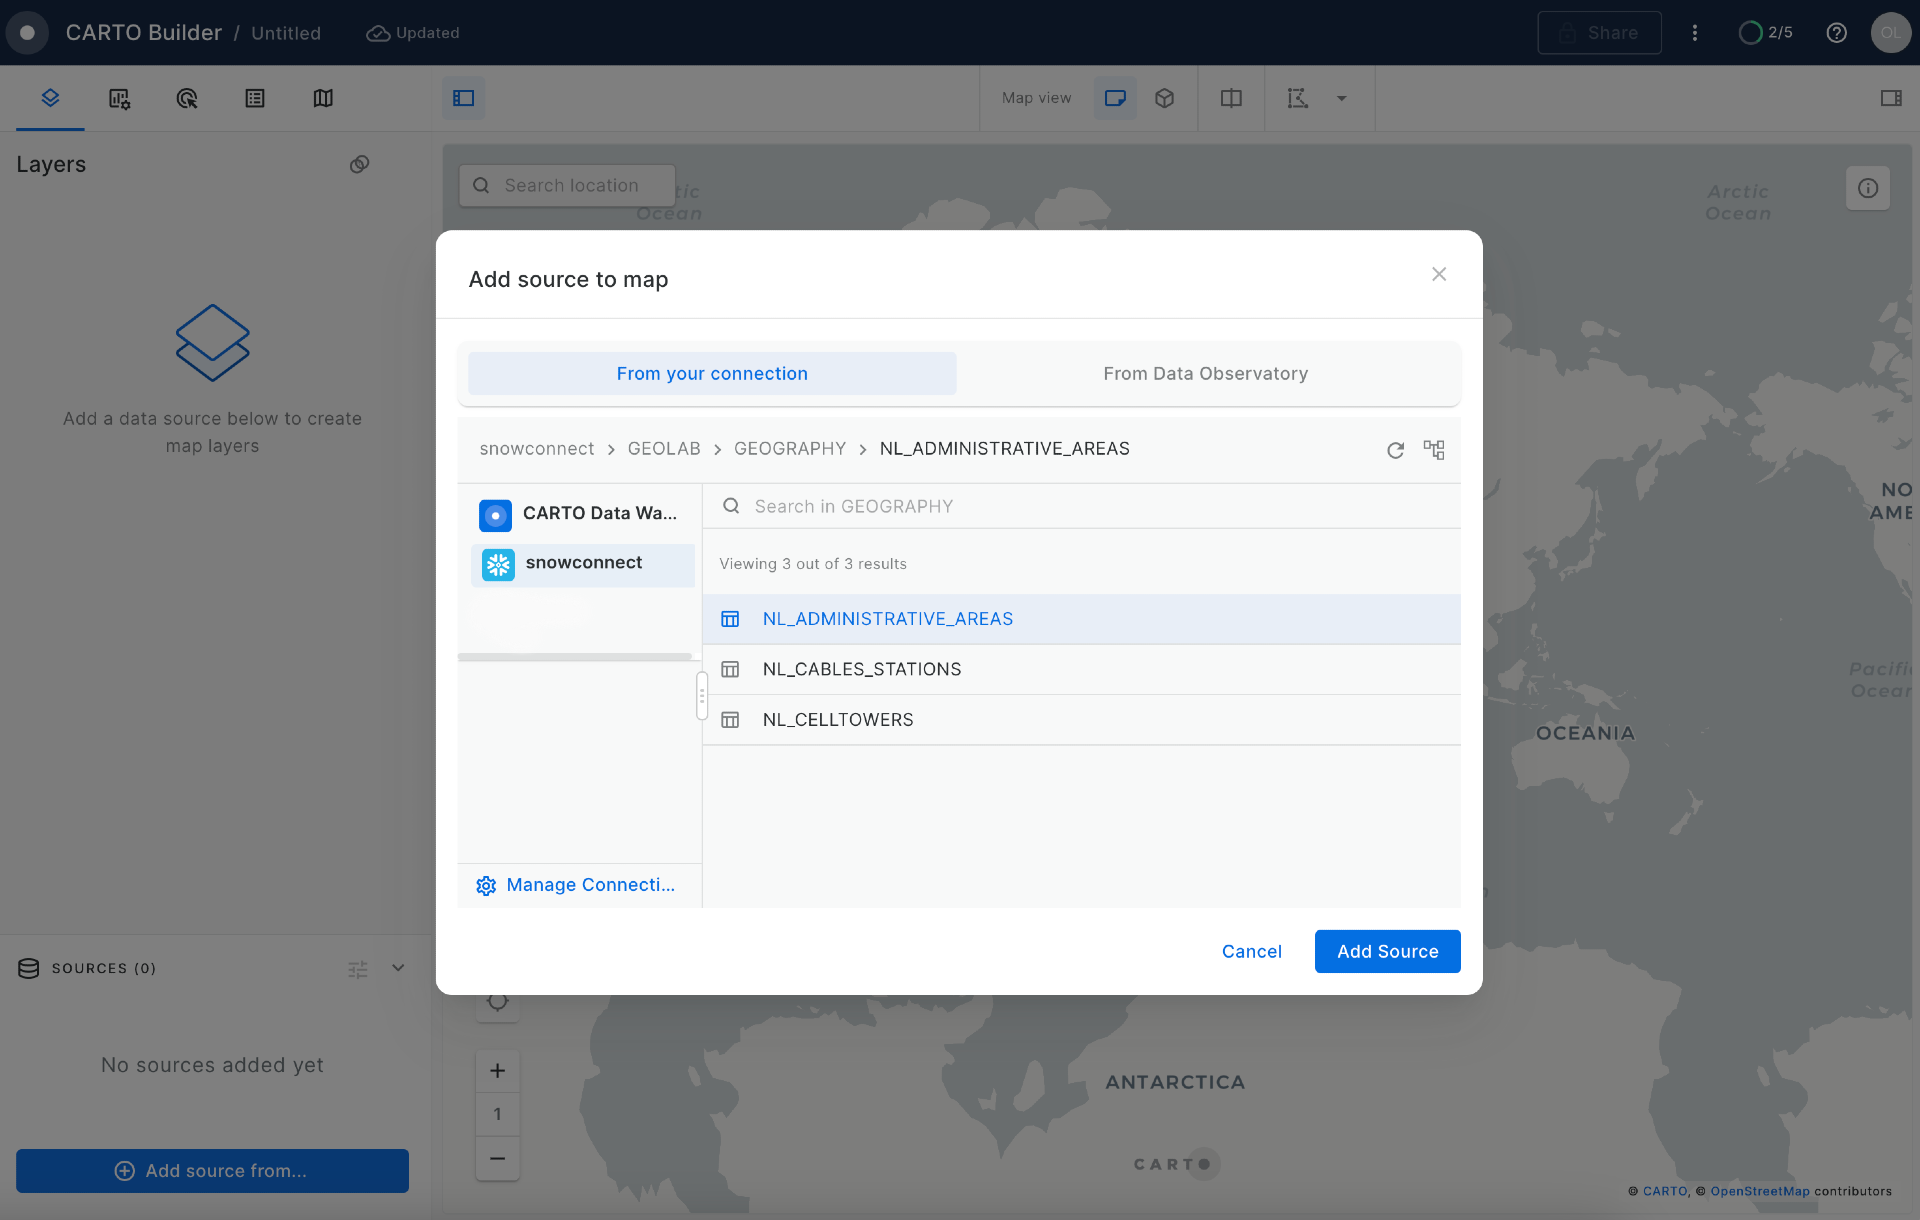 CARTO Builder / Untitled
Updated
Share
2/5
OL
Map view
Layers
Search location
Ocean
Arctic
Ocean
Add source to map
From your connection
From Data Observatory
snowconnect > GEOLAB > GEOGRAPHY > NL_ADMINISTRATIVE_AREAS
CARTO Data Wa...
snowconnect
Search in GEOGRAPHY
Viewing 3 out of 3 results
NL_ADMINISTRATIVE_AREAS
NL_CABLES_STATIONS
NL_CELLTOWERS
Manage Connecti...
Cancel
Add Source
Add a data source below to create
map layers
NO
AME
Pacific
Ocean
OCEANIA
SOURCES (0)
No sources added yet
Add source from...
1
ANTARCTICA
CARTO
© CARTO, © OpenStreetMap contributors